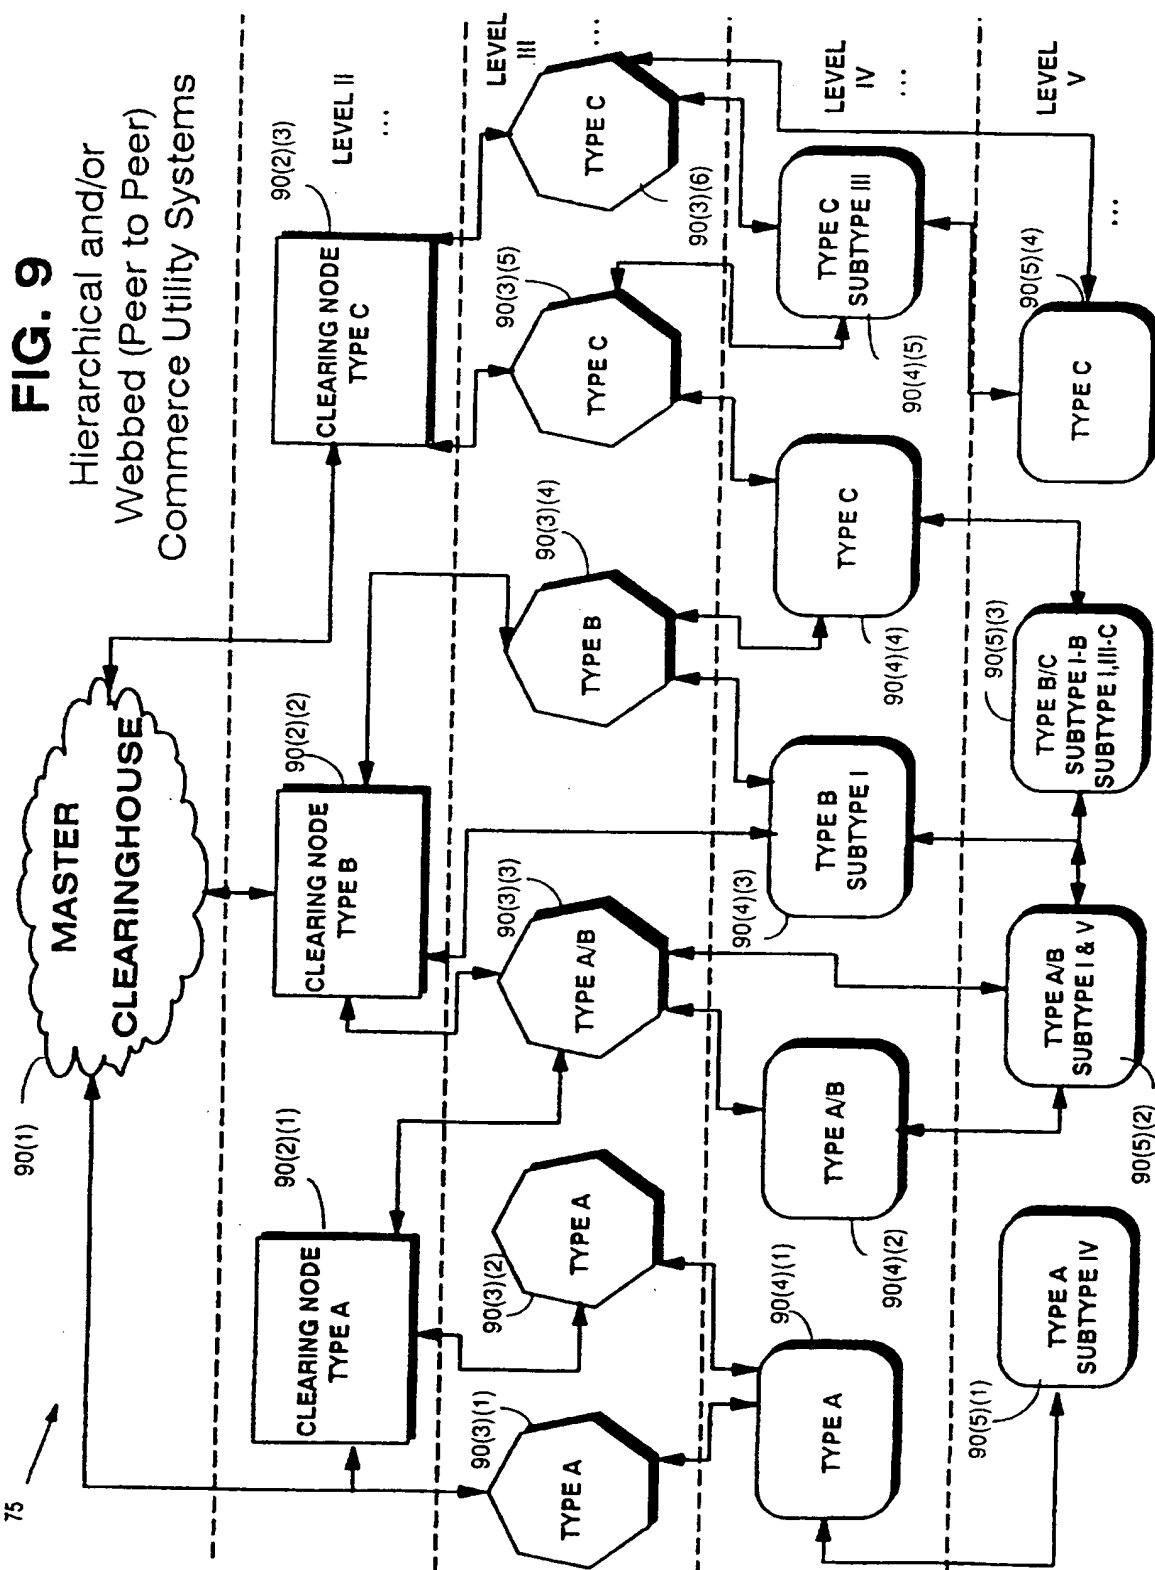 FIG. 9
Hierarchical and/or
Webbed (Peer to Peer)
Commerce Utility Systems
75
90(1)
MASTER
CLEARINGHOUSE
LEVEL II
...
90(2)(1)
CLEARING NODE
TYPE A
90(2)(2)
CLEARING NODE
TYPE B
90(2)(3)
CLEARING NODE
TYPE C
LEVEL
III
...
90(3)(1)
TYPE A
90(3)(2)
TYPE A
90(3)(3)
TYPE A/B
90(3)(4)
TYPE B
90(3)(5)
TYPE C
90(3)(6)
TYPE C
LEVEL
IV
...
90(4)(1)
TYPE A
90(4)(2)
TYPE A/B
90(4)(3)
TYPE B
SUBTYPE I
90(4)(4)
TYPE C
90(4)(5)
TYPE C
SUBTYPE III
LEVEL
V
...
90(5)(1)
TYPE A
SUBTYPE IV
90(5)(2)
TYPE A/B
SUBTYPE I & V
90(5)(3)
TYPE B/C
SUBTYPE I-B
SUBTYPE I,III-C
90(5)(4)
TYPE C